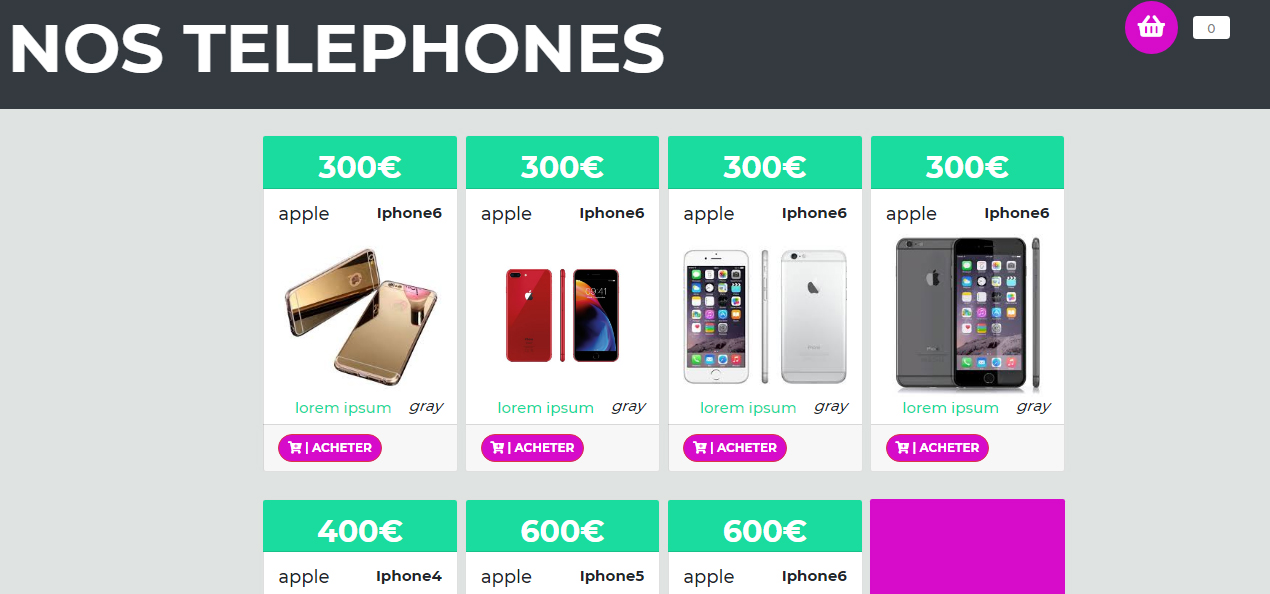 NOS TELEPHONES
0
300€ 300€ 300€ 300€
apple Iphone6 apple Iphone6 apple Iphone6 apple Iphone6
09:41
lorem ipsum gray lorem ipsum gray lorem ipsum gray lorem ipsum gray
| ACHETER | ACHETER | ACHETER | ACHETER
400€ 600€ 600€
apple Iphone4 apple Iphone5 apple Iphone6